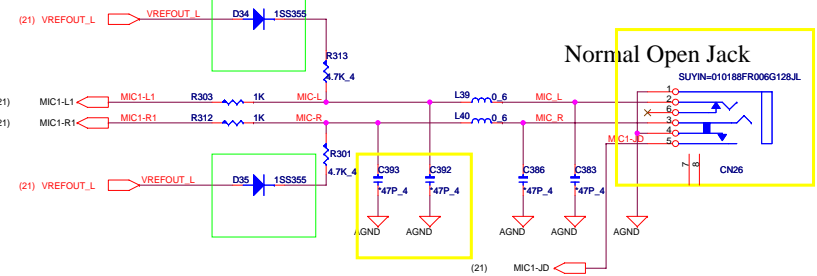 (21) VREFOUT_L VREFOUT_L D34 1SS355
R313
4.7K_4
Normal Open Jack
SUYIN=010188FR006G128JL
21) MIC1-L1 MIC1-L1 R303 1K MIC-L L39 0_6 MIC_L
21) MIC1-R1 MIC1-R1 R312 1K MIC-R L40 0_6 MIC_R
1
2
6
3
4
5
MIC1-JD
7 8
CN26
R301
4.7K_4
(21) VREFOUT_L VREFOUT_L D35 1SS355
C393 C392 C386 C383
*47P_4 *47P_4 *47P_4 *47P_4
AGND AGND AGND AGND AGND
(21) MIC1-JD